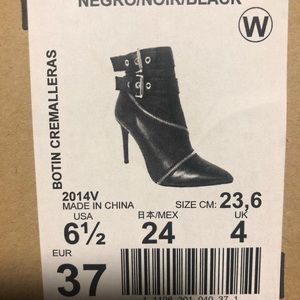 NEGRO/NOIR/BLACK
W
BOTIN CREMALLERAS
2014V
MADE IN CHINA
SIZE CM: 23,6
USA 日本/MEX UK
6½ 24 4
EUR
37